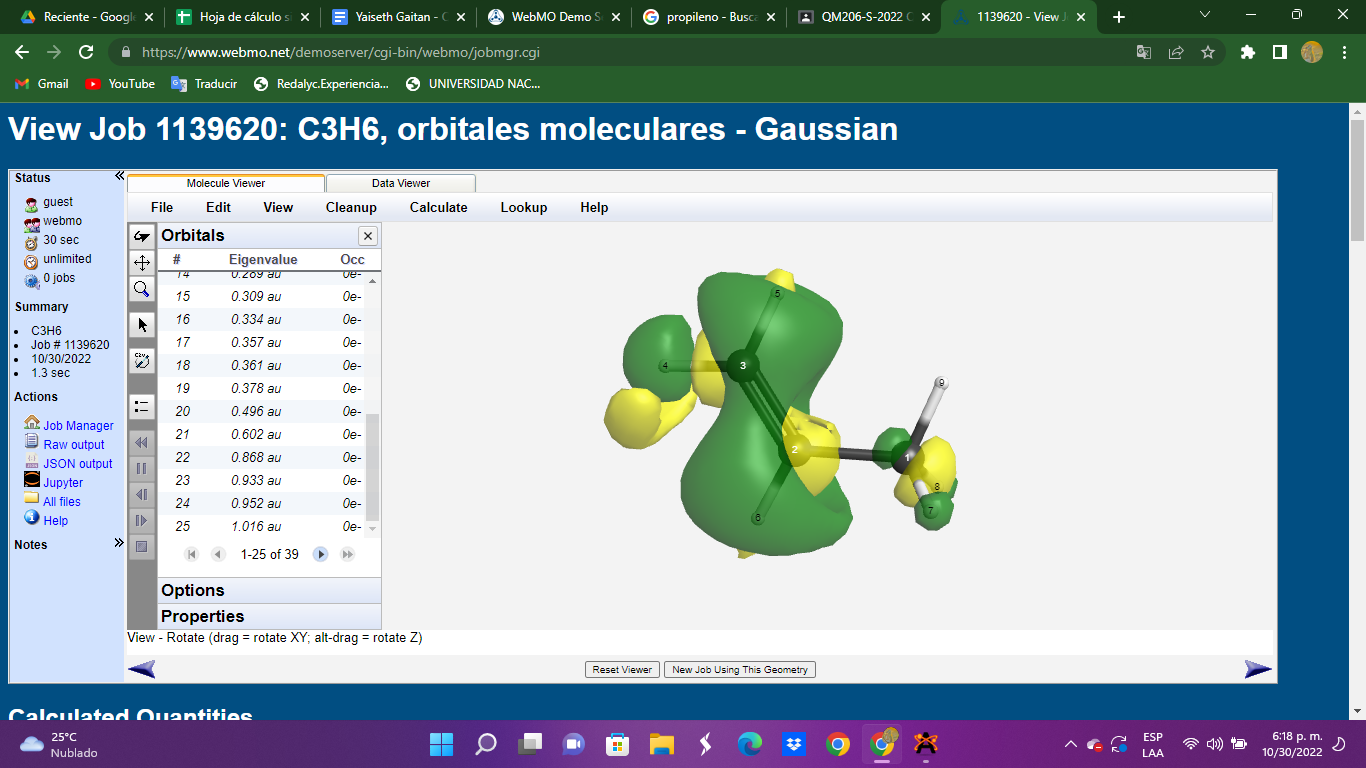 Reciente - Google
Hoja de cálculo si
Yaiseth Gaitan - C
WebMO Demo Se
propileno - Busca
QM206-S-2022 C
1139620 - View J
https://www.webmo.net/demoserver/cgi-bin/webmo/jobmgr.cgi
Gmail
YouTube
Traducir
Redalyc.Experiencia...
UNIVERSIDAD NAC...
View Job 1139620: C3H6, orbitales moleculares - Gaussian
Status
guest
webmo
30 sec
unlimited
0 jobs
Summary
C3H6
Job # 1139620
10/30/2022
1.3 sec
Actions
Job Manager
Raw output
JSON output
Jupyter
All files
Help
Notes
Molecule Viewer
Data Viewer
File Edit View Cleanup Calculate Lookup Help
Orbitals
# Eigenvalue Occ
14 0.289 au 0e-
15 0.309 au 0e-
16 0.334 au 0e-
17 0.357 au 0e-
18 0.361 au 0e-
19 0.378 au 0e-
20 0.496 au 0e-
21 0.602 au 0e-
22 0.868 au 0e-
23 0.933 au 0e-
24 0.952 au 0e-
25 1.016 au 0e-
1-25 of 39
Options
Properties
5
4
3
9
2
1
8
7
6
View - Rotate (drag = rotate XY; alt-drag = rotate Z)
Reset Viewer
New Job Using This Geometry
Calculated Quantities
25°C
Nublado
ESP
LAA
6:18 p. m.
10/30/2022